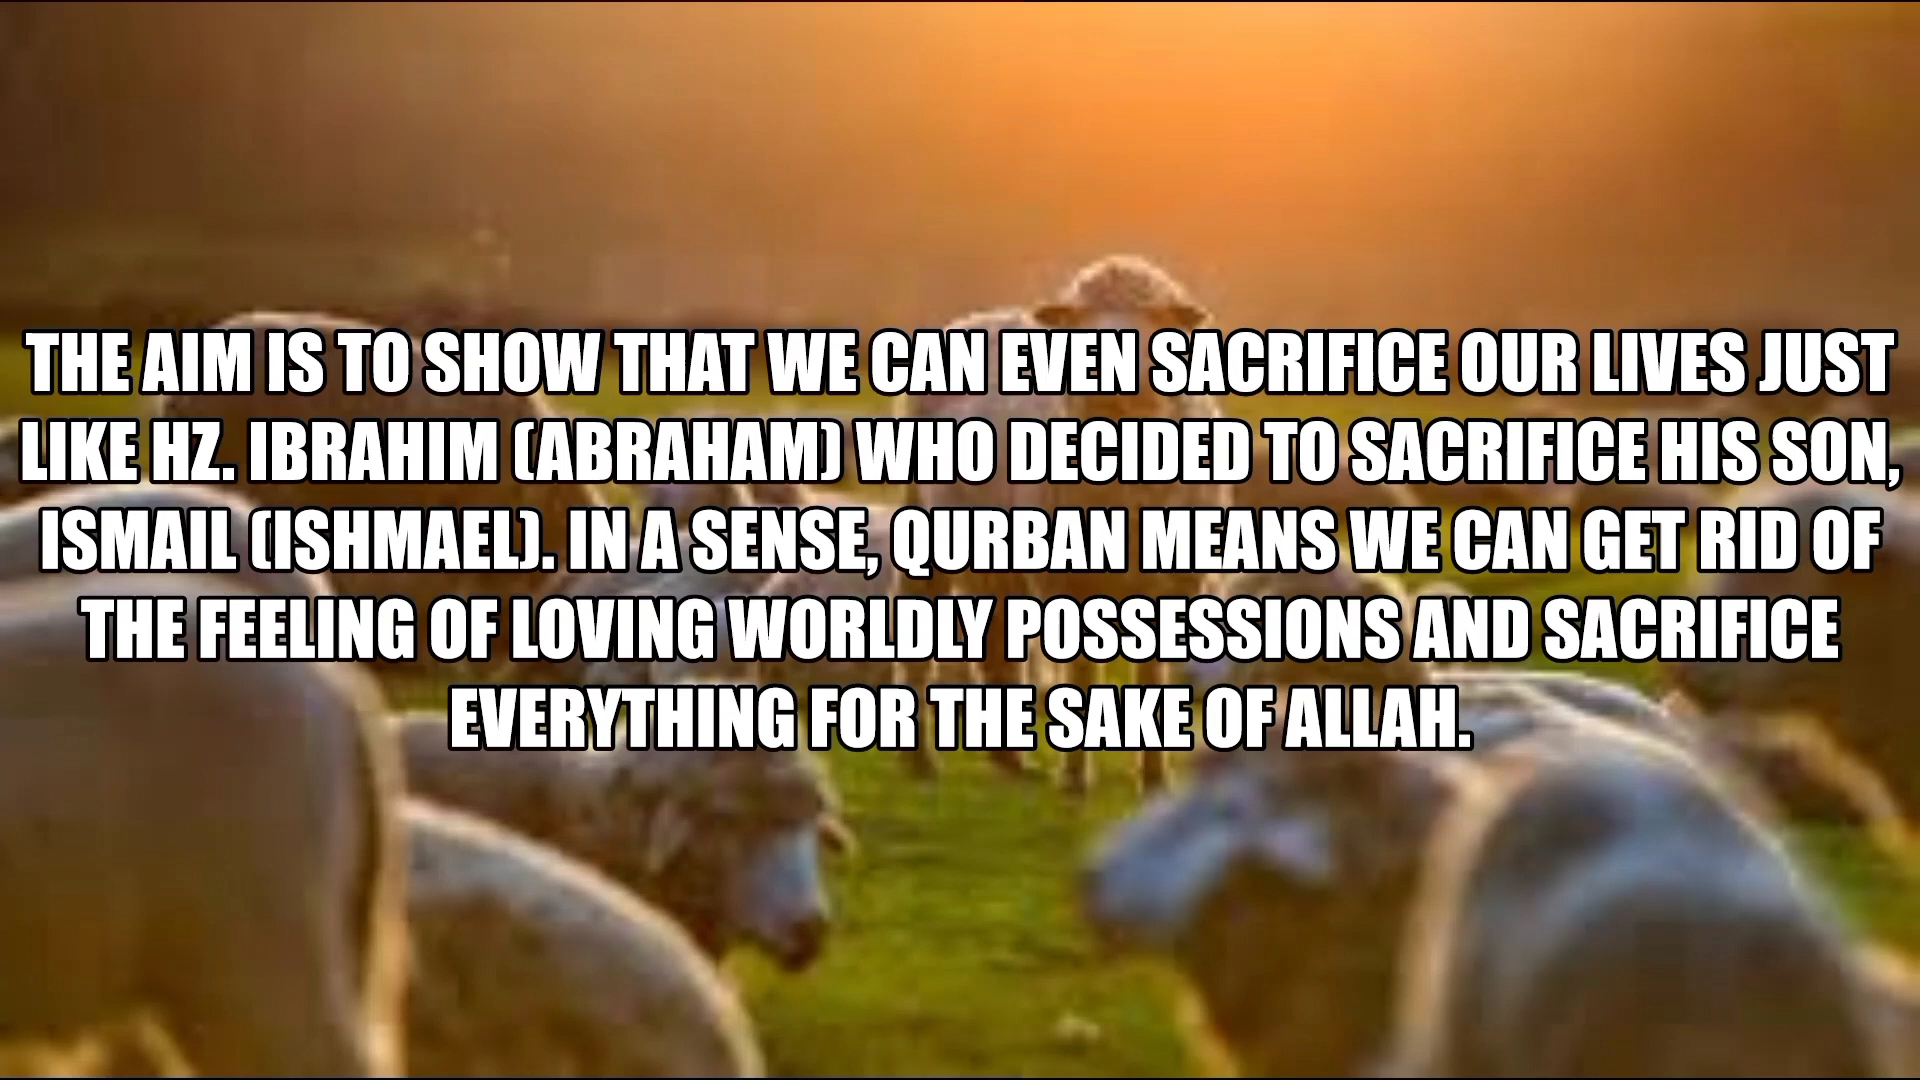 THE AIM IS TO SHOW THAT WE CAN EVEN SACRIFICE OUR LIVES JUST
LIKE HZ. IBRAHIM (ABRAHAM) WHO DECIDED TO SACRIFICE HIS SON,
ISMAIL (ISHMAEL). IN A SENSE, QURBAN MEANS WE CAN GET RID OF
THE FEELING OF LOVING WORLDLY POSSESSIONS AND SACRIFICE
EVERYTHING FOR THE SAKE OF ALLAH.